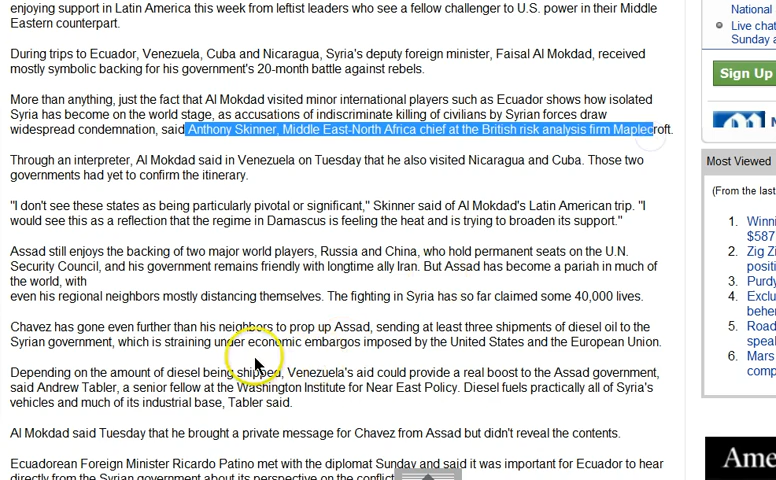 enjoying support in Latin America this week from leftist leaders who see a fellow challenger to U.S. power in their Middle
Eastern counterpart.
During trips to Ecuador, Venezuela, Cuba and Nicaragua, Syria's deputy foreign minister, Faisal Al Mokdad, received
mostly symbolic backing for his government's 20-month battle against rebels.
More than anything, just the fact that Al Mokdad visited minor international players such as Ecuador shows how isolated
Syria has become on the world stage, as accusations of indiscriminate killing of civilians by Syrian forces draw
widespread condemnation, said Anthony Skinner, Middle East-North Africa chief at the British risk analysis firm Maplecroft.
Through an interpreter, Al Mokdad said in Venezuela on Tuesday that he also visited Nicaragua and Cuba. Those two
governments had yet to confirm the itinerary.
"I don't see these states as being particularly pivotal or significant," Skinner said of Al Mokdad's Latin American trip. "I
would see this as a reflection that the regime in Damascus is feeling the heat and is trying to broaden its support."
Assad still enjoys the backing of two major world players, Russia and China, who hold permanent seats on the U.N.
Security Council, and his government remains friendly with longtime ally Iran. But Assad has become a pariah in much of
the world, with
even his regional neighbors mostly distancing themselves. The fighting in Syria has so far claimed some 40,000 lives.
Chavez has gone even further than his neighbors to prop up Assad, sending at least three shipments of diesel oil to the
Syrian government, which is straining under economic embargos imposed by the United States and the European Union.
Depending on the amount of diesel being shipped, Venezuela's aid could provide a real boost to the Assad government,
said Andrew Tabler, a senior fellow at the Washington Institute for Near East Policy. Diesel fuels practically all of Syria's
vehicles and much of its industrial base, Tabler said.
Al Mokdad said Tuesday that he brought a private message for Chavez from Assad but didn't reveal the contents.
Ecuadorean Foreign Minister Ricardo Patino met with the diplomat Sunday and said it was important for Ecuador to hear
directly from the Syrian government about its perspective on the conflict
National
Live chat
Sunday a
Sign Up
Most Viewed
(From the last
1. Winni
$587
2. Zig Zi
positi
3. Purdy
4. Exclu
behe
5. Road
speal
6. Mars
comp
Ame